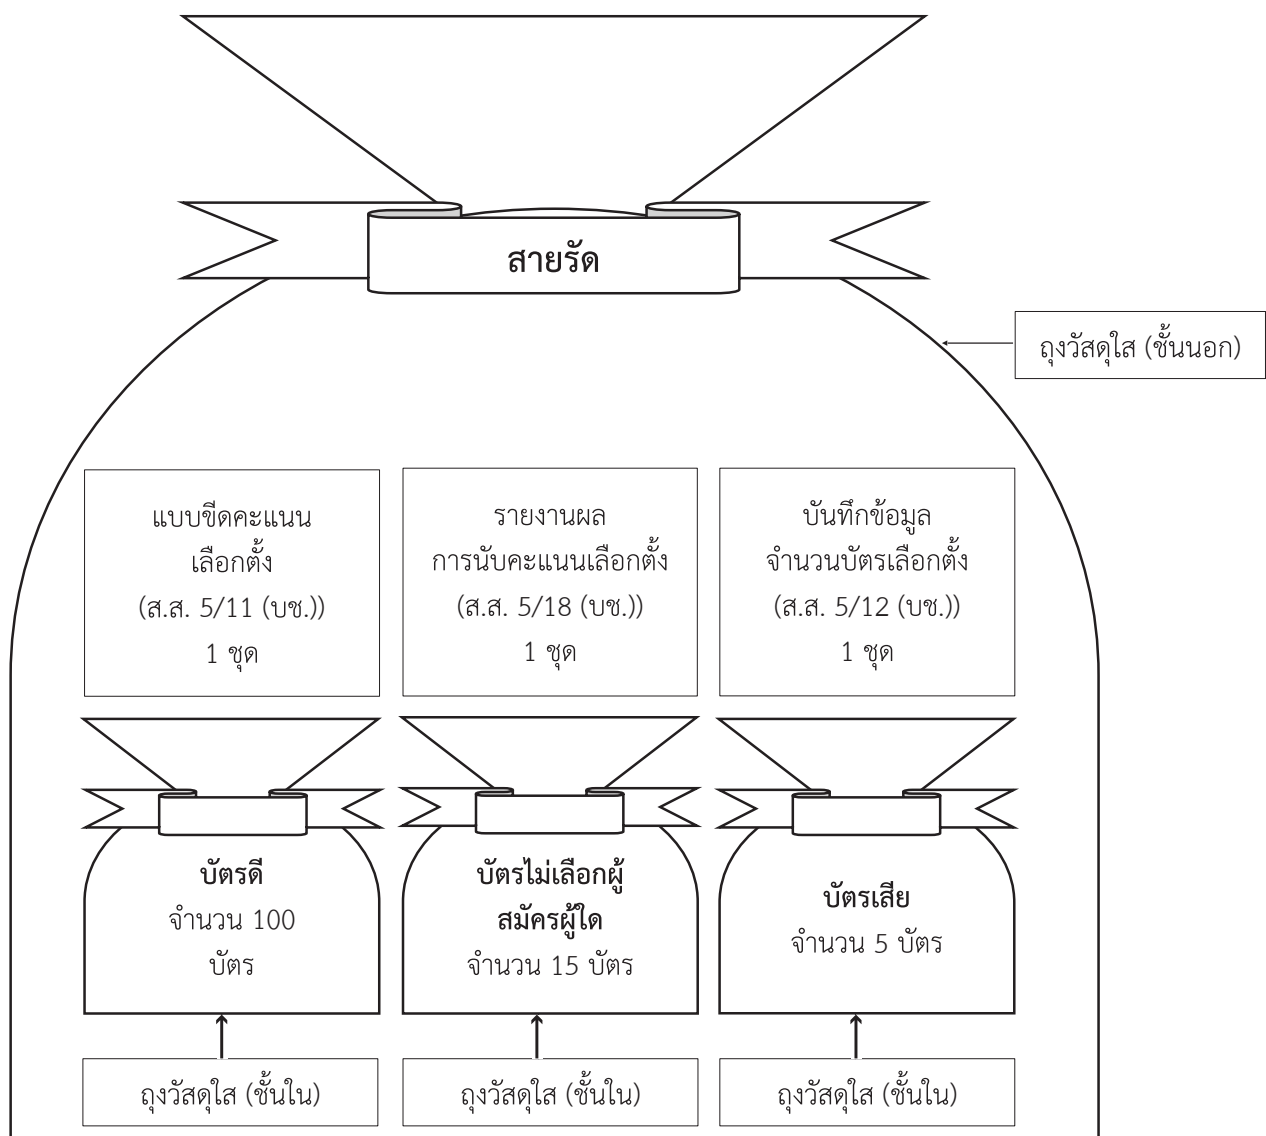 สายรัด
ถุงวัสดุใส (ชั้นนอก)
แบบขีดคะแนน
เลือกตั้ง
(ส.ส. 5/11 (บช.))
1 ชุด
รายงานผล
การนับคะแนนเลือกตั้ง
(ส.ส. 5/18 (บช.))
1 ชุด
บันทึกข้อมูล
จำนวนบัตรเลือกตั้ง
(ส.ส. 5/12 (บช.))
1 ชุด
บัตรดี
จำนวน 100
บัตร
บัตรไม่เลือกผู้
สมัครผู้ใด
จำนวน 15 บัตร
บัตรเสีย
จำนวน 5 บัตร
ถุงวัสดุใส (ชั้นใน)
ถุงวัสดุใส (ชั้นใน)
ถุงวัสดุใส (ชั้นใน)